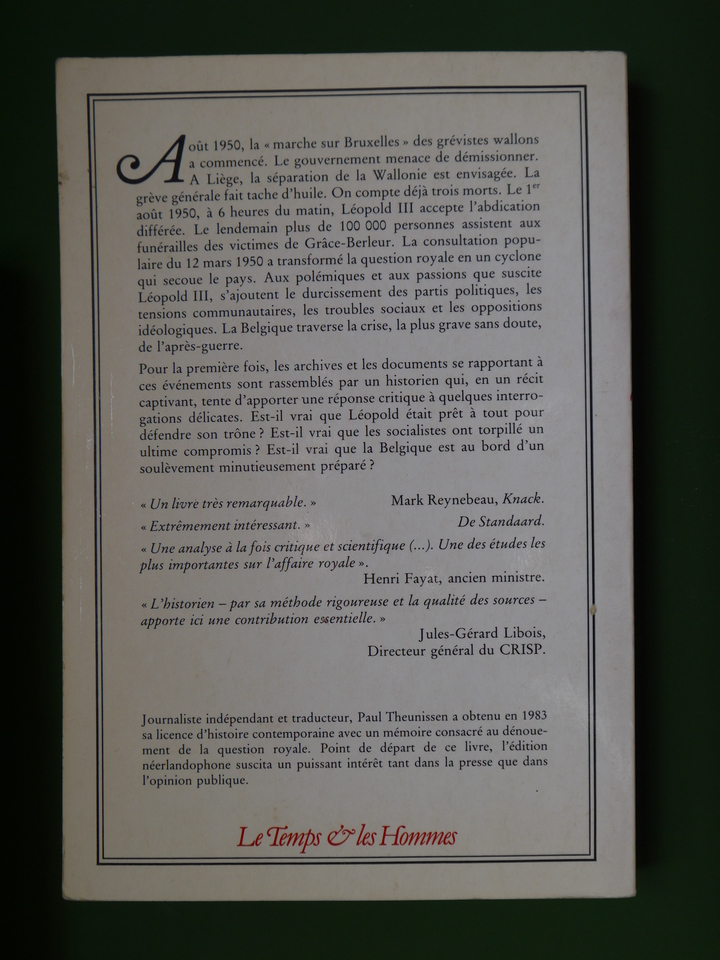 Août 1950, la « marche sur Bruxelles » des grévistes wallons
a commencé. Le gouvernement menace de démissionner.
A Liège, la séparation de la Wallonie est envisagée. La
grève générale fait tache d'huile. On compte déjà trois morts. Le 1er
août 1950, à 6 heures du matin, Léopold III accepte l'abdication
différée. Le lendemain plus de 100 000 personnes assistent aux
funérailles des victimes de Grâce-Berleur. La consultation popu-
laire du 12 mars 1950 a transformé la question royale en un cyclone
qui secoue le pays. Aux polémiques et aux passions que suscite
Léopold III, s'ajoutent le durcissement des partis politiques, les
tensions communautaires, les troubles sociaux et les oppositions
idéologiques. La Belgique traverse la crise, la plus grave sans doute,
de l'après-guerre.
Pour la première fois, les archives et les documents se rapportant à
ces événements sont rassemblés par un historien qui, en un récit
captivant, tente d'apporter une réponse critique à quelques interro-
gations délicates. Est-il vrai que Léopold était prêt à tout pour
défendre son trône ? Est-il vrai que les socialistes ont torpillé un
ultime compromis ? Est-il vrai que la Belgique est au bord d'un
soulèvement minutieusement préparé ?
« Un livre très remarquable. » Mark Reynebeau, Knack.
« Extrêmement intéressant. » De Standaard.
« Une analyse à la fois critique et scientifique (...). Une des études les
plus importantes sur l'affaire royale ».
Henri Fayat, ancien ministre.
« L'historien – par sa méthode rigoureuse et la qualité des sources –
apporte ici une contribution essentielle. »
Jules-Gérard Libois,
Directeur général du CRISP.
Journaliste indépendant et traducteur, Paul Theunissen a obtenu en 1983
sa licence d'histoire contemporaine avec un mémoire consacré au dénoue-
ment de la question royale. Point de départ de ce livre, l'édition
néerlandophone suscita un puissant intérêt tant dans la presse que dans
l'opinion publique.
Le Temps & les Hommes